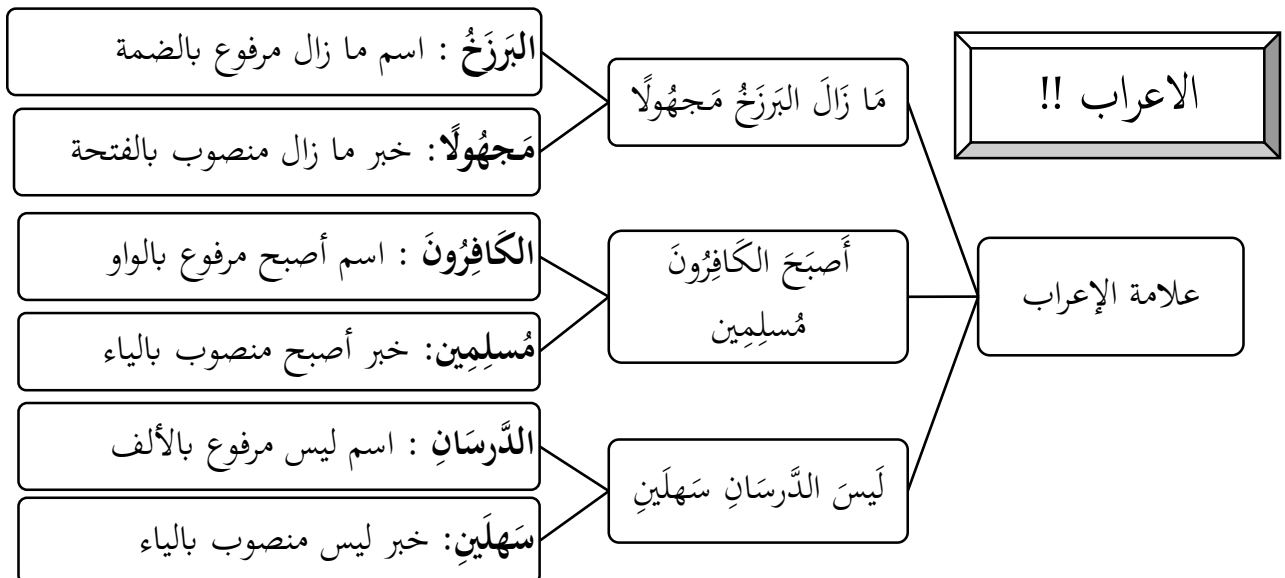 الاعراب !!
علامة الإعراب
مَا زَالَ البَرزَخُ مَجهُولًا
البَرزَخُ : اسم ما زال مرفوع بالضمة
مَجهُولًا: خبر ما زال منصوب بالفتحة
أَصبَحَ الكَافِرُونَ
مُسلِمِين
الكَافِرُونَ : اسم أصبح مرفوع بالواو
مُسلِمِين: خبر أصبح منصوب بالياء
لَيسَ الدَّرسَانِ سَهلَينِ
الدَّرسَانِ : اسم ليس مرفوع بالألف
سَهلَينِ: خبر ليس منصوب بالياء